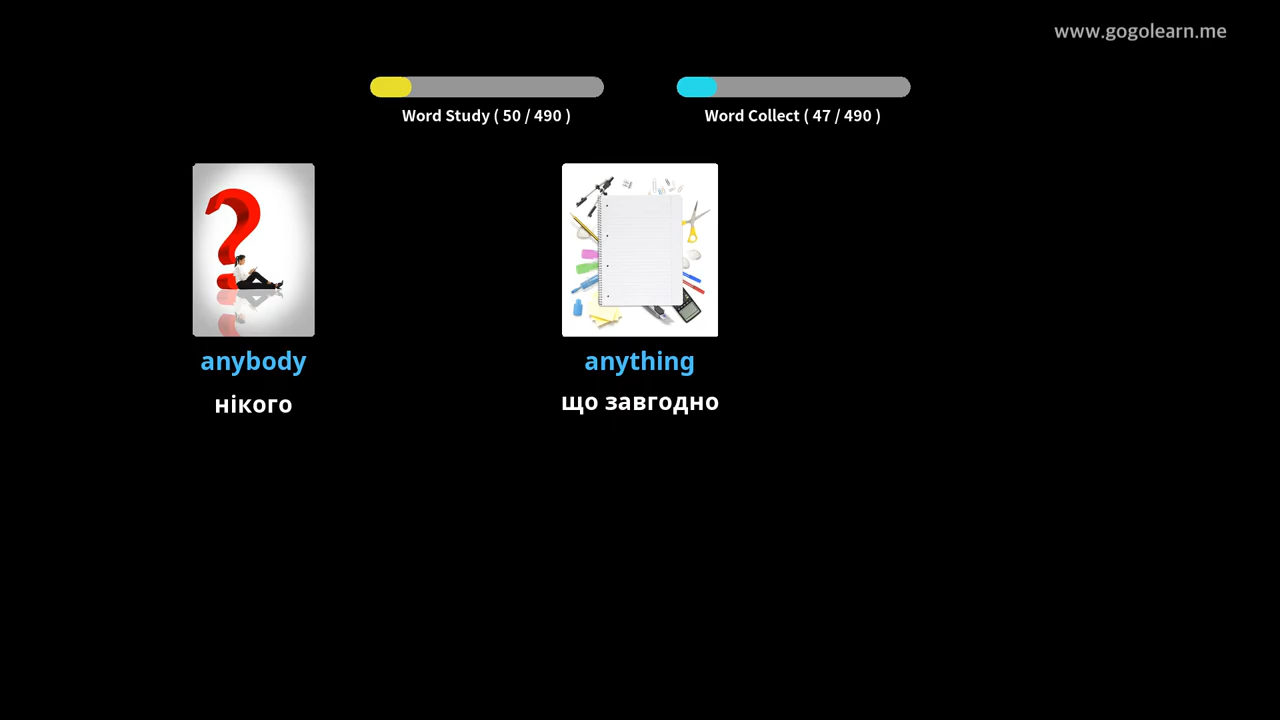 www.gogolearn.me
Word Study ( 50 / 490 )
Word Collect ( 47 / 490 )
anybody
anything
нікого
що завгодно